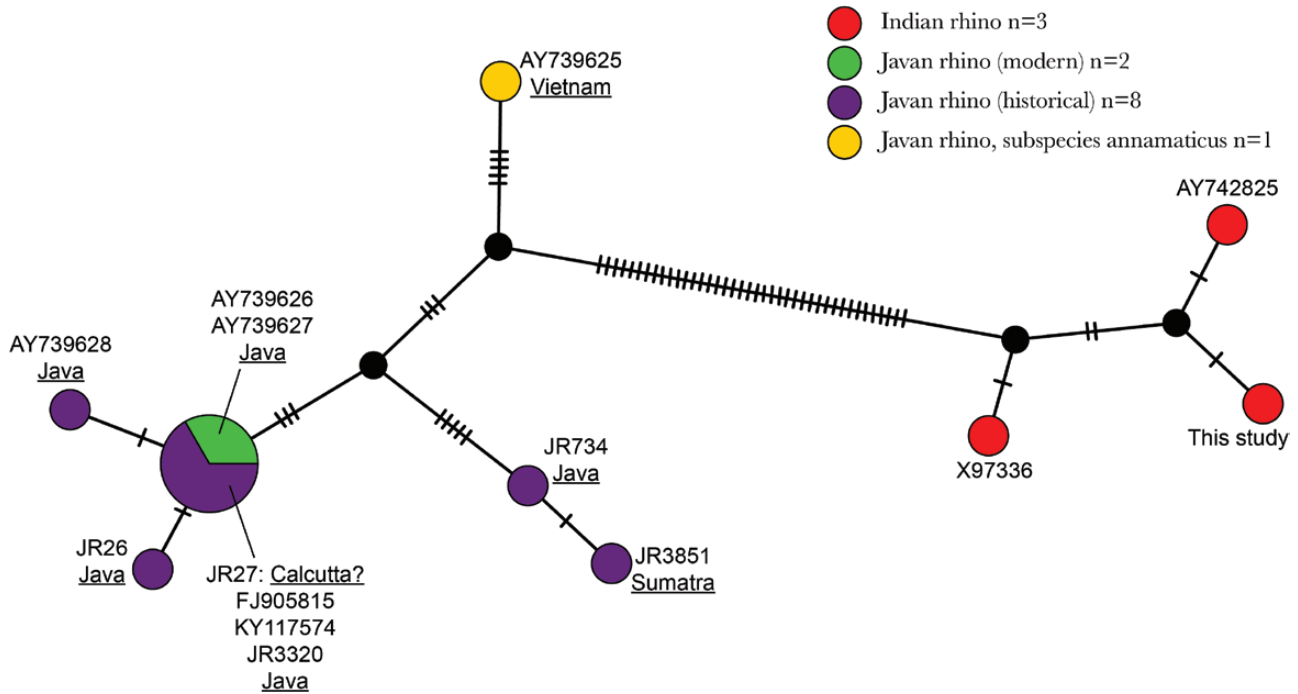 Indian rhino n=3
Javan rhino (modern) n=2
Javan rhino (historical) n=8
Javan rhino, subspecies annamaticus n=1
AY739625
Vietnam
AY742825
AY739626
AY739627
Java
AY739628
Java
This study
X97336
JR734
Java
JR26
Java
JR3851
Sumatra
JR27: Calcutta?
FJ905815
KY117574
JR3320
Java